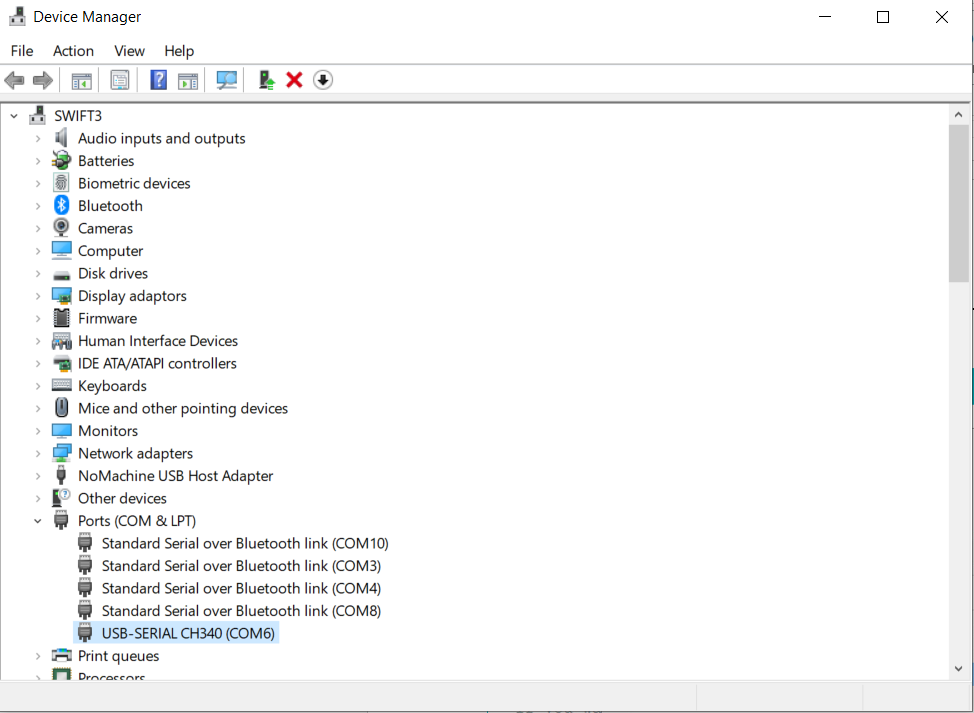 Device Manager
File Action View Help
SWIFT3
Audio inputs and outputs
Batteries
Biometric devices
Bluetooth
Cameras
Computer
Disk drives
Display adaptors
Firmware
Human Interface Devices
IDE ATA/ATAPI controllers
Keyboards
Mice and other pointing devices
Monitors
Network adapters
NoMachine USB Host Adapter
Other devices
Ports (COM & LPT)
Standard Serial over Bluetooth link (COM10)
Standard Serial over Bluetooth link (COM3)
Standard Serial over Bluetooth link (COM4)
Standard Serial over Bluetooth link (COM8)
USB-SERIAL CH340 (COM6)
Print queues
Processors